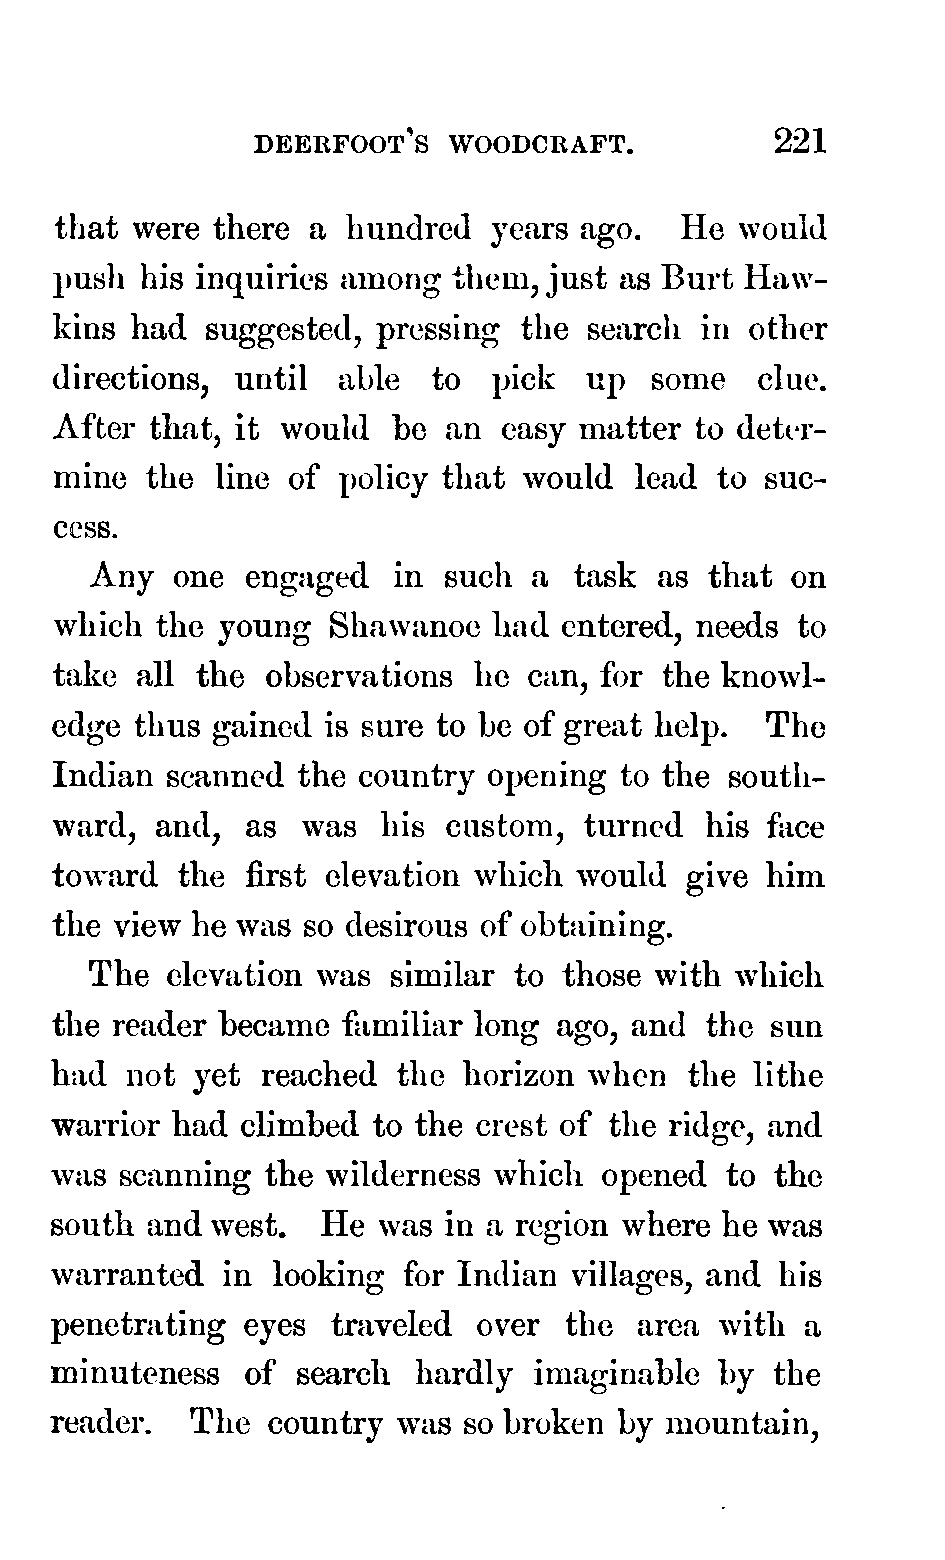 DEERFOOT'S WOODCRAFT. 221
that were there a hundred years ago. He would
push his inquiries among them, just as Burt Haw-
kins had suggested, pressing the search in other
directions, until able to pick up some clue.
After that, it would be an easy matter to deter-
mine the line of policy that would lead to suc-
cess.
Any one engaged in such a task as that on
which the young Shawanoe had entered, needs to
take all the observations he can, for the knowl-
edge thus gained is sure to be of great help. The
Indian scanned the country opening to the south-
ward, and, as was his custom, turned his face
toward the first elevation which would give him
the view he was so desirous of obtaining.
The elevation was similar to those with which
the reader became familiar long ago, and the sun
had not yet reached the horizon when the lithe
warrior had climbed to the crest of the ridge, and
was scanning the wilderness which opened to the
south and west. He was in a region where he was
warranted in looking for Indian villages, and his
penetrating eyes traveled over the area with a
minuteness of search hardly imaginable by the
reader. The country was so broken by mountain,